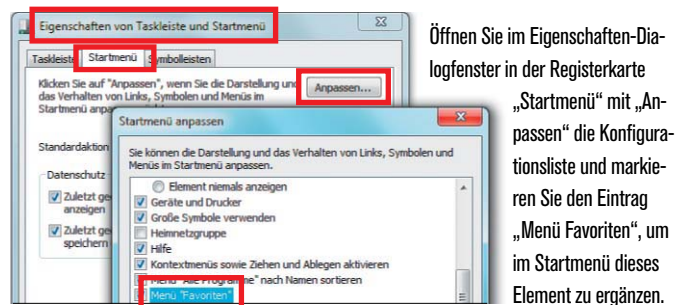 Eigenschaften von Taskleiste und Startmenü
Taskleiste Startmenü Symbolleisten
Klicken Sie auf "Anpassen", wenn Sie die Darstellung und
das Verhalten von Links, Symbolen und Menüs im
Startmenü
Anpassen...
Standardaktion
Datenschutz
Zuletzt
anzeigen
Zuletzt
speichern
Startmenü anpassen
Sie können die Darstellung und das Verhalten von Links, Symbolen und
Menüs im Startmenü anpassen.
Element niemals anzeigen
Geräte und Drucker
Große Symbole verwenden
Heimnetzgruppe
Hilfe
Kontextmenüs sowie Ziehen und Ablegen aktivieren
Menü "Alle Programme" nach Namen sortieren
Menü "Favoriten"
Öffnen Sie im Eigenschaften-Dia-
logfenster in der Registerkarte
„Startmenü“ mit „An-
passen“ die Konfigura-
tionsliste und markie-
ren Sie den Eintrag
„Menü Favoriten“, um
im Startmenü dieses
Element zu ergänzen.